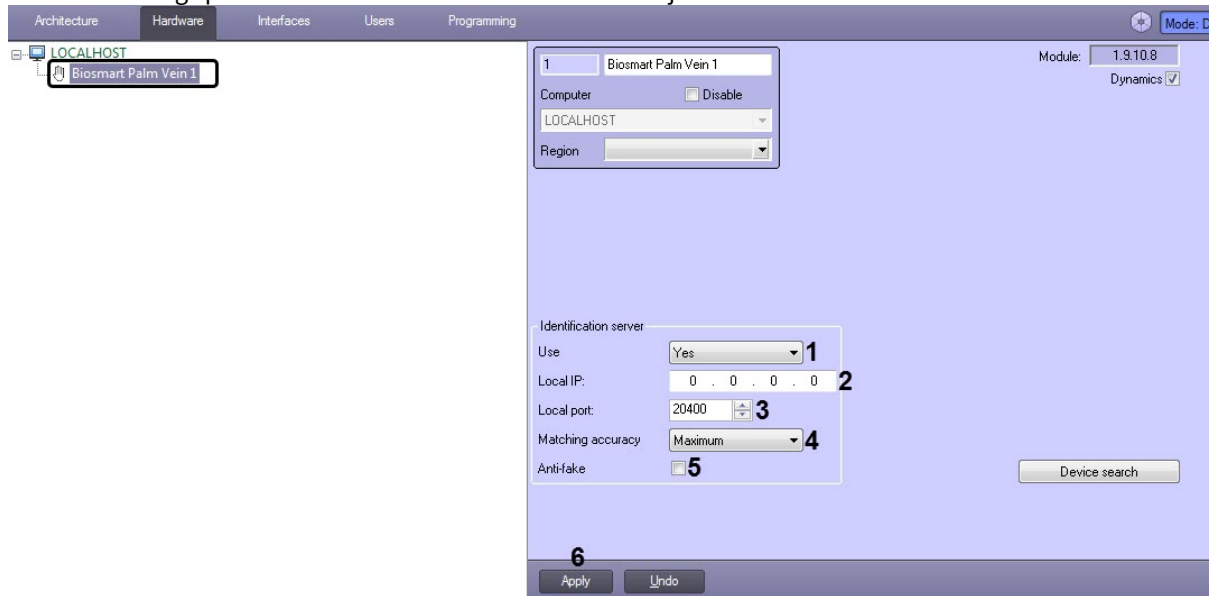 Architecture Hardware Interfaces Users Programming Mode: D
LOCALHOST
Biosmart Palm Vein 1
1 Biosmart Palm Vein 1
Module: 1.9.10.8
Dynamics
Computer Disable
LOCALHOST
Region
Identification server
Use Yes 1
Local IP: 0 . 0 . 0 . 0 2
Local port: 20400 3
Matching accuracy Maximum 4
Anti-fake 5
Device search
6
Apply Undo